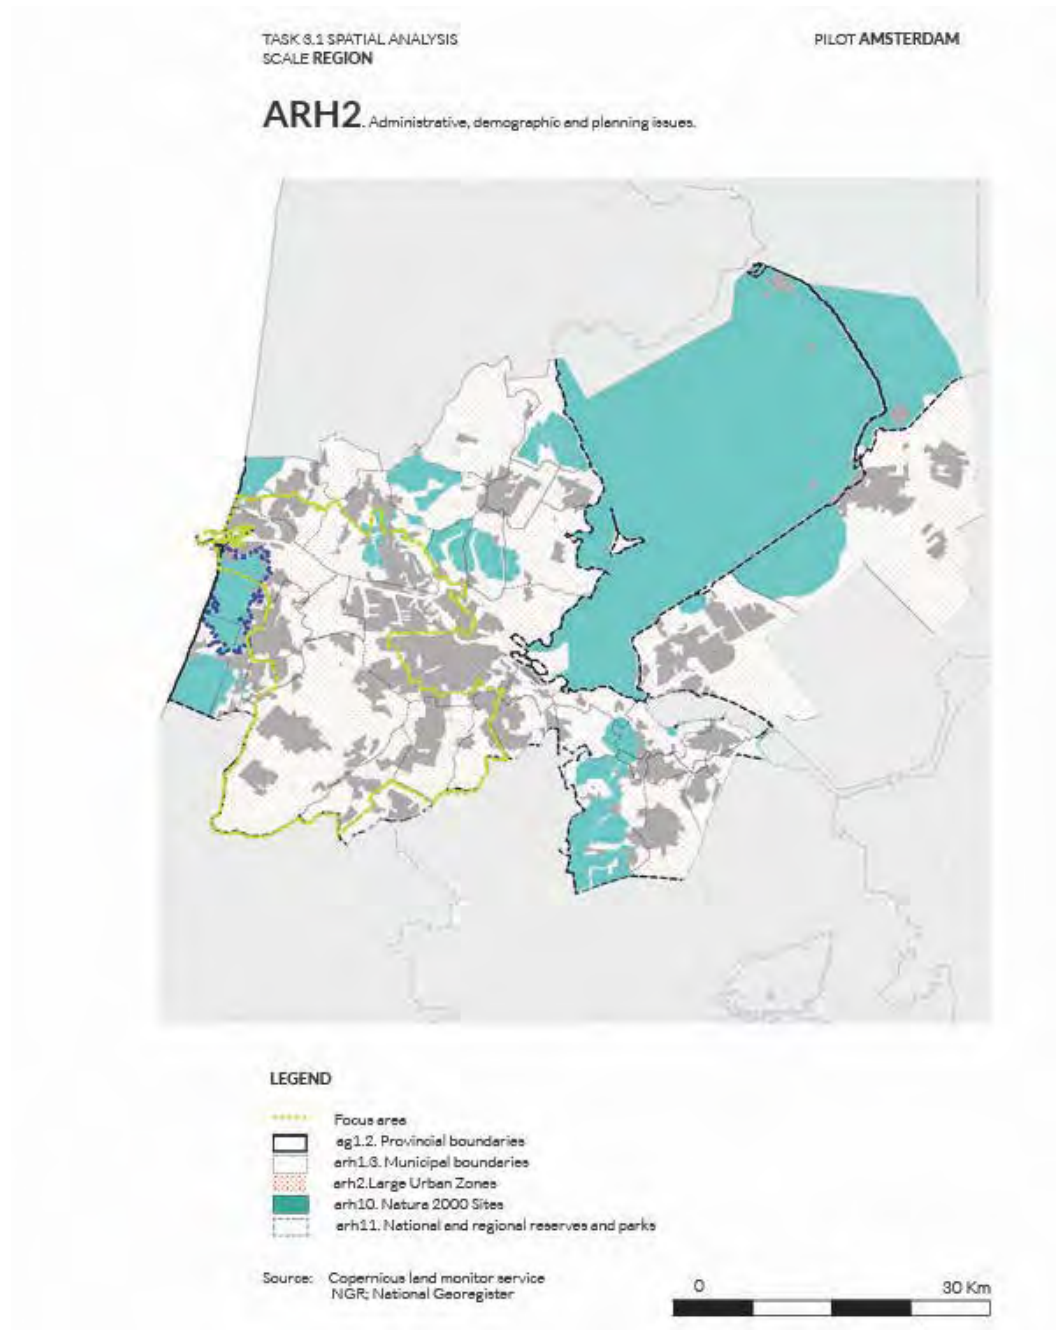 TASK 3.1 SPATIAL ANALYSIS
SCALE REGION
PILOT AMSTERDAM
ARH2. Administrative, demographic and planning issues.
LEGEND
Focus area
ag1.2. Provincial boundaries
arh1.3. Municipal boundaries
arh2.Large Urban Zones
arh10. Natura 2000 Sites
arh11. National and regional reserves and parks
Source: Copernicus land monitor service
NGR; National Georegister
0 30 Km